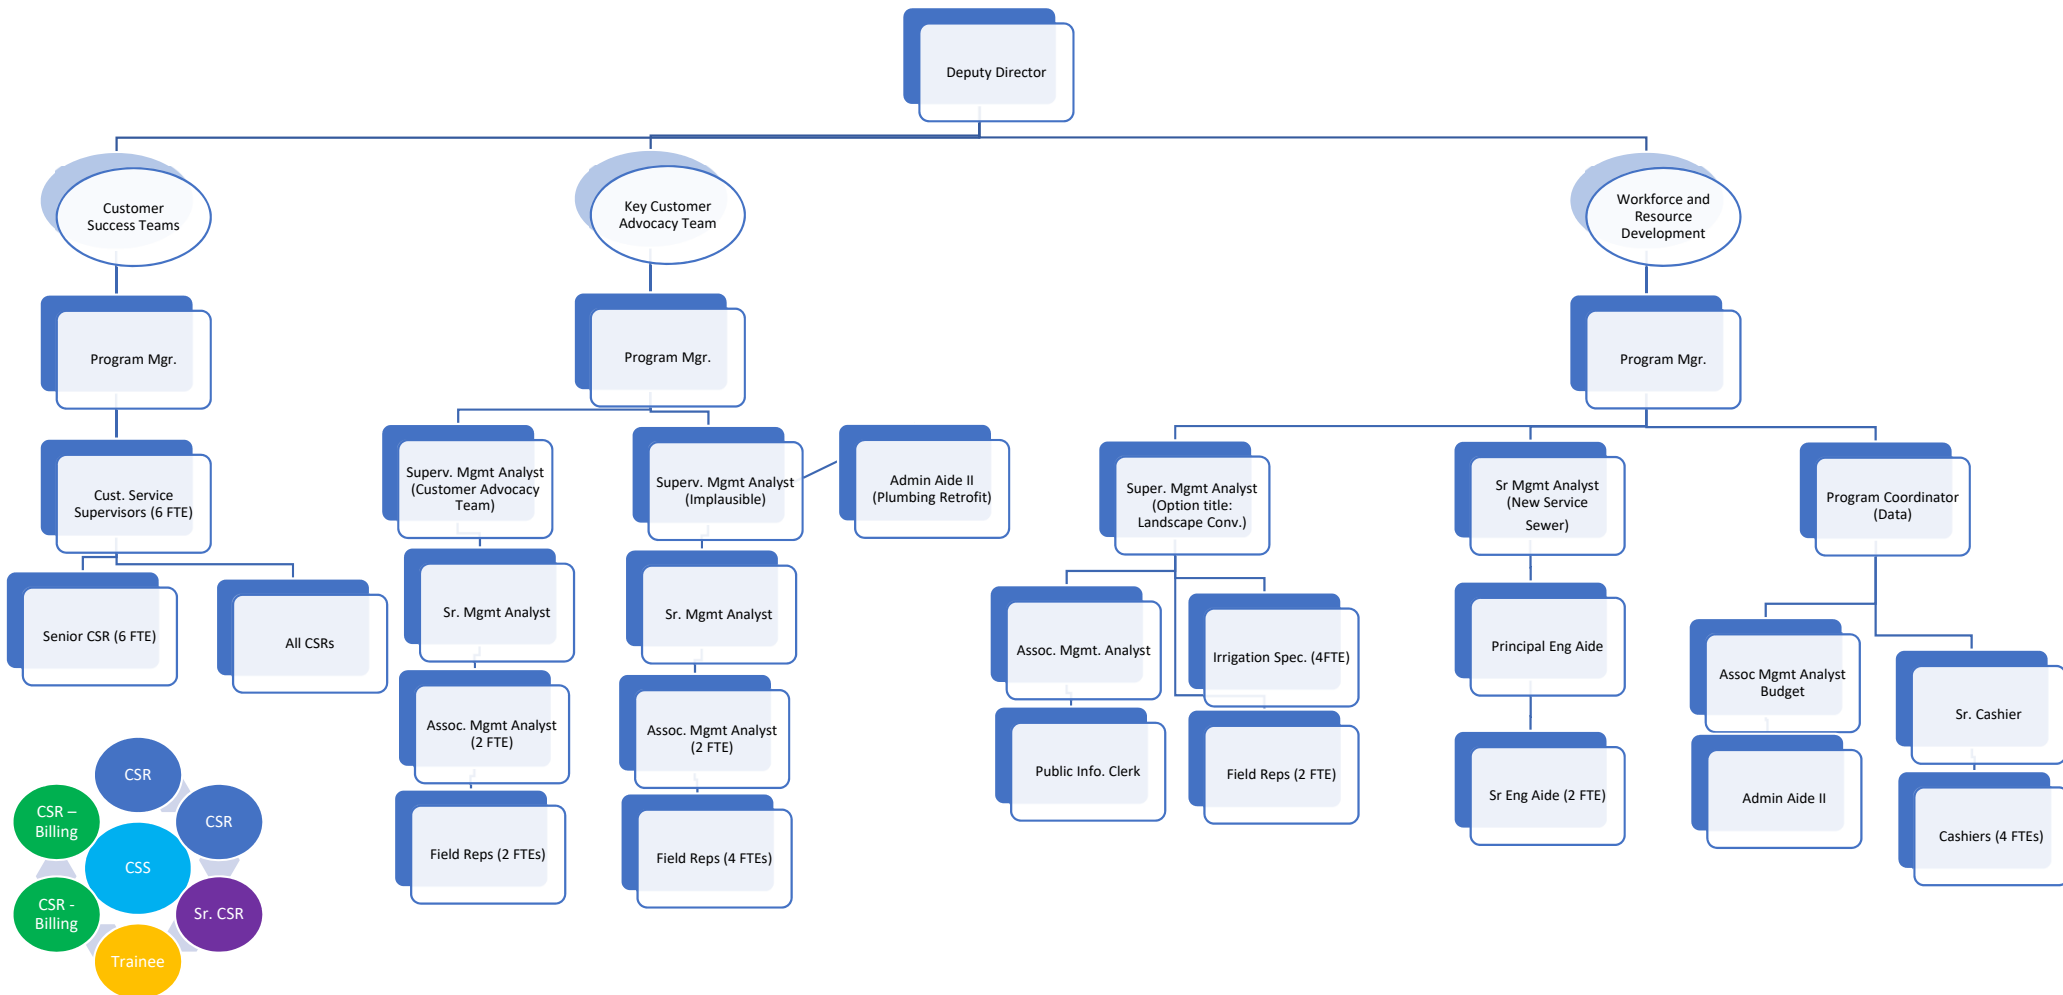 Deputy Director
Customer
Success Teams
Key Customer
Advocacy Team
Workforce and
Resource
Development
Program Mgr.
Program Mgr.
Program Mgr.
Cust. Service
Supervisors (6 FTE)
Superv. Mgmt Analyst
(Customer Advocacy
Team)
Superv. Mgmt Analyst
(Implausible)
Admin Aide II
(Plumbing Retrofit)
Super. Mgmt Analyst
(Option title:
Landscape Conv.)
Sr Mgmt Analyst
(New Service
Sewer)
Program Coordinator
(Data)
Senior CSR (6 FTE)
All CSRs
Sr. Mgmt Analyst
Sr. Mgmt Analyst
Assoc. Mgmt. Analyst
Irrigation Spec. (4FTE)
Principal Eng Aide
Assoc Mgmt Analyst
Budget
Sr. Cashier
Assoc. Mgmt Analyst
(2 FTE)
Assoc. Mgmt Analyst
(2 FTE)
Public Info. Clerk
Field Reps (2 FTE)
Sr Eng Aide (2 FTE)
Admin Aide II
Cashiers (4 FTEs)
Field Reps (2 FTEs)
Field Reps (4 FTEs)
CSR
CSR –
Billing
CSR
CSS
CSR -
Billing
Sr. CSR
Trainee